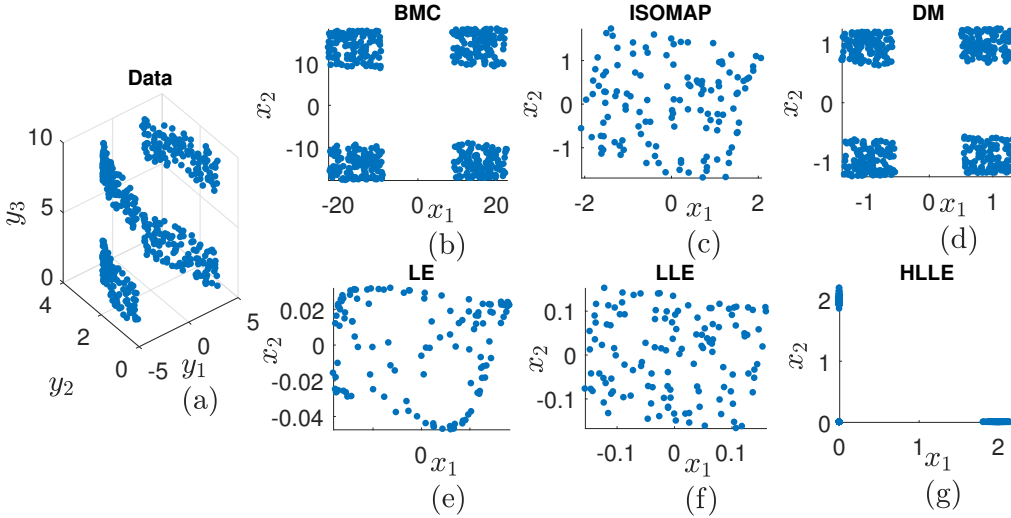 Data
10
5
0
y3
4
2
0
y2
-5
0
5
y1
(a)
BMC
10
0
-10
x2
-20
0
20
x1
(b)
ISOMAP
1
0
-1
x2
-2
0
2
x1
(c)
DM
1
0
-1
x2
-1
0
1
x1
(d)
LE
0.02
0
-0.02
-0.04
x2
0
x1
(e)
LLE
0.1
0
-0.1
x2
-0.1
0
0.1
x1
(f)
HLLE
2
1
0
x2
0
1
2
x1
(g)